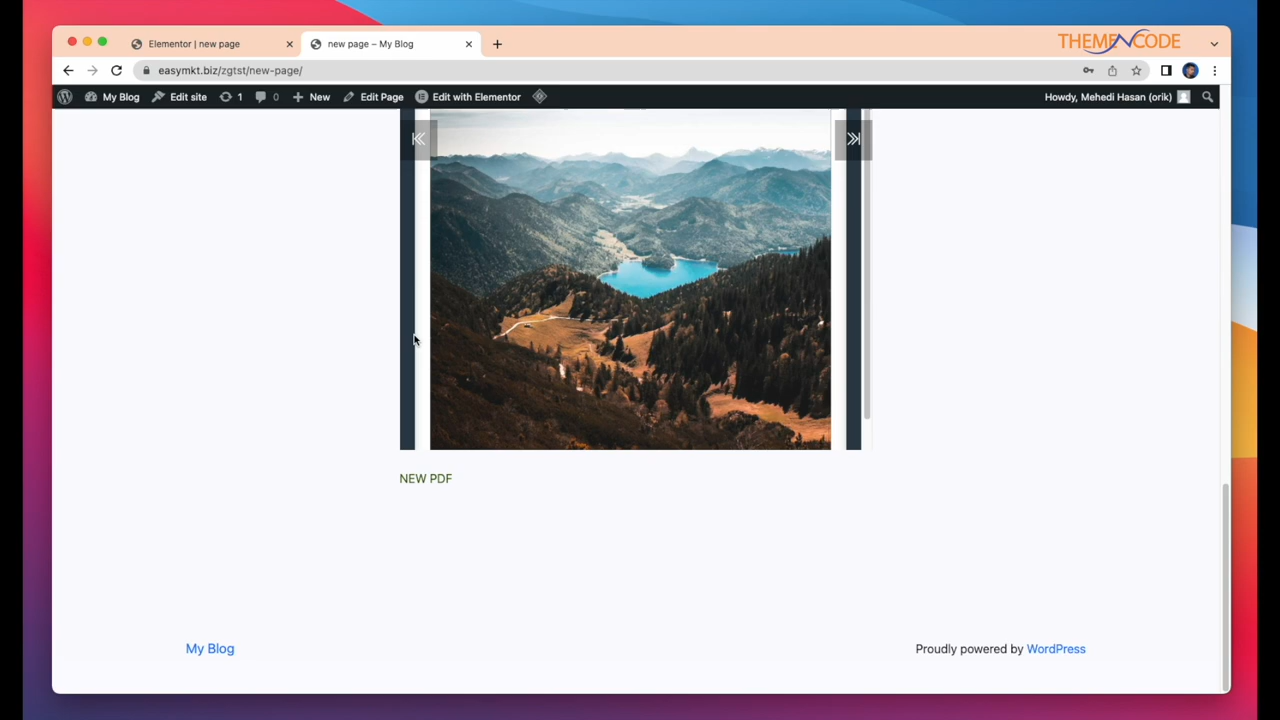 Elementor | new page
new page – My Blog
THEMENCODE
easymkt.biz/zgtst/new-page/
My Blog Edit site 1 0 New Edit Page Edit with Elementor Howdy, Mehedi Hasan (orik)
NEW PDF
My Blog Proudly powered by WordPress